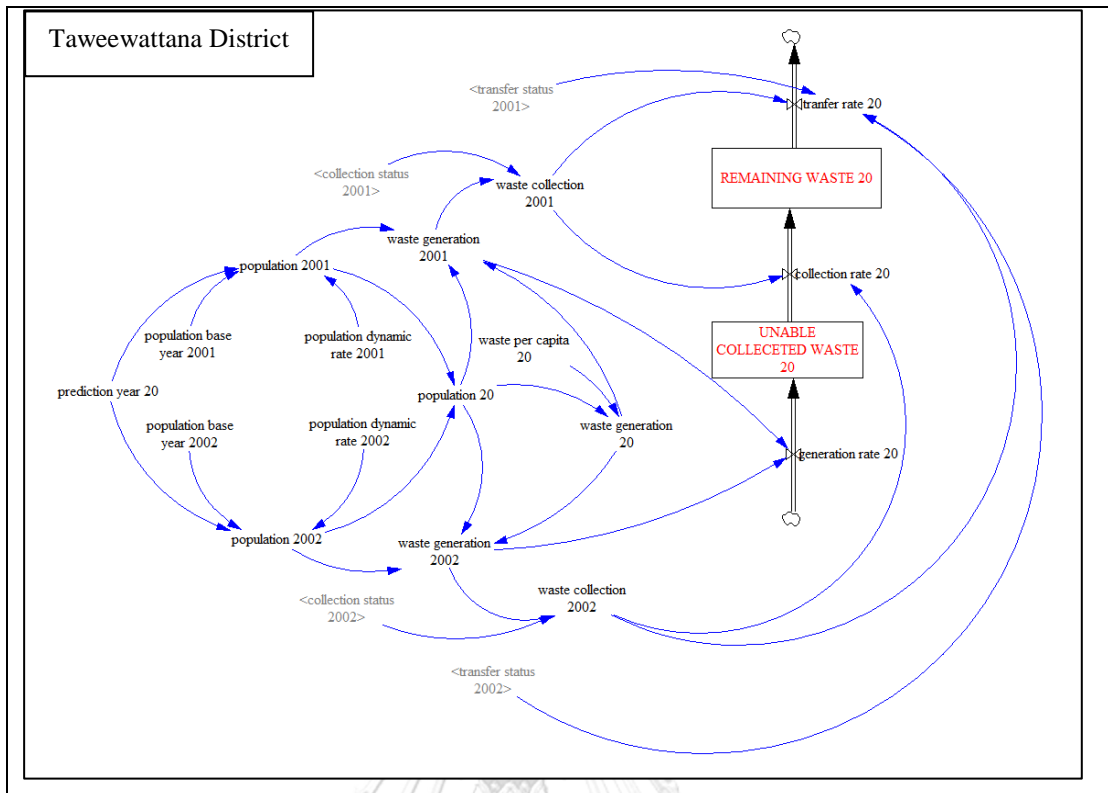 Taweewattana District
<transfer status
2001>
tranfer rate 20
<collection status
2001>
waste collection
2001
REMAINING WASTE 20
waste generation
2001
population 2001
collection rate 20
population base
year 2001
population dynamic
rate 2001
waste per capita
20
UNABLE
COLLECETED WASTE
20
prediction year 20
population 20
population base
year 2002
population dynamic
rate 2002
waste generation
20
generation rate 20
population 2002
waste generation
2002
<collection status
2002>
waste collection
2002
<transfer status
2002>